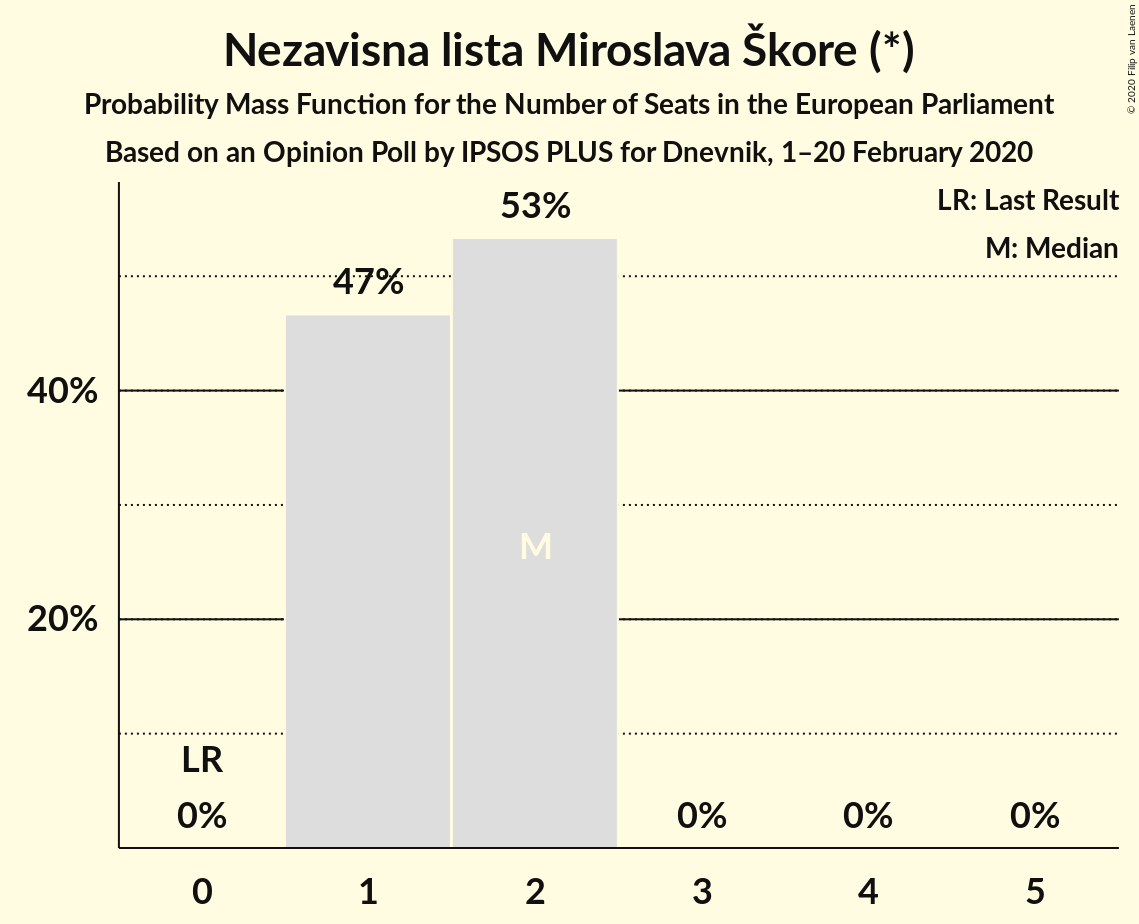 Nezavisna lista Miroslava Škore (*)
Probability Mass Function for the Number of Seats in the European Parliament
Based on an Opinion Poll by IPSOS PLUS for Dnevnik, 1–20 February 2020
© 2020 Filip van Laenen
LR: Last Result
M: Median
53%
47%
40%
M
20%
LR
0%
0%
0%
0%
0 1 2 3 4 5